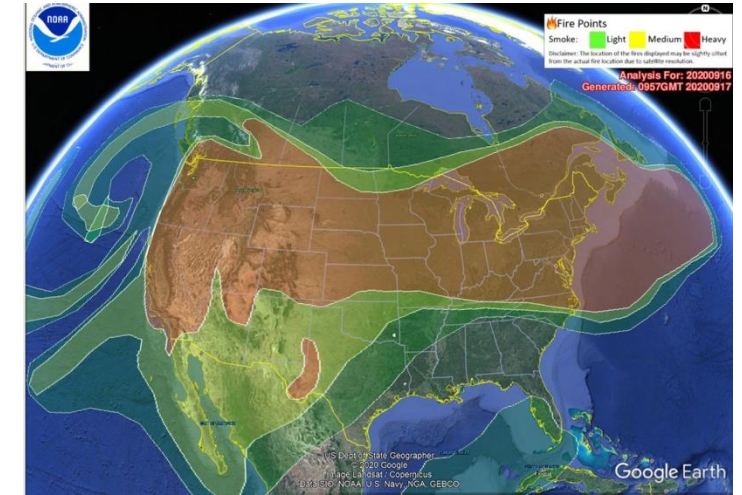 NOAA
N
Fire Points
Smoke: Light Medium Heavy
Disclaimer: The location of the fires displayed may be slightly offset
from the actual fire location due to satellite resolution.
Analysis For: 20200916
Generated: 0957GMT 20200917
US Dept of State Geographer
© 2020 Google
Image Landsat / Copernicus
Data SIO, NOAA, U.S. Navy, NGA, GEBCO
Google Earth